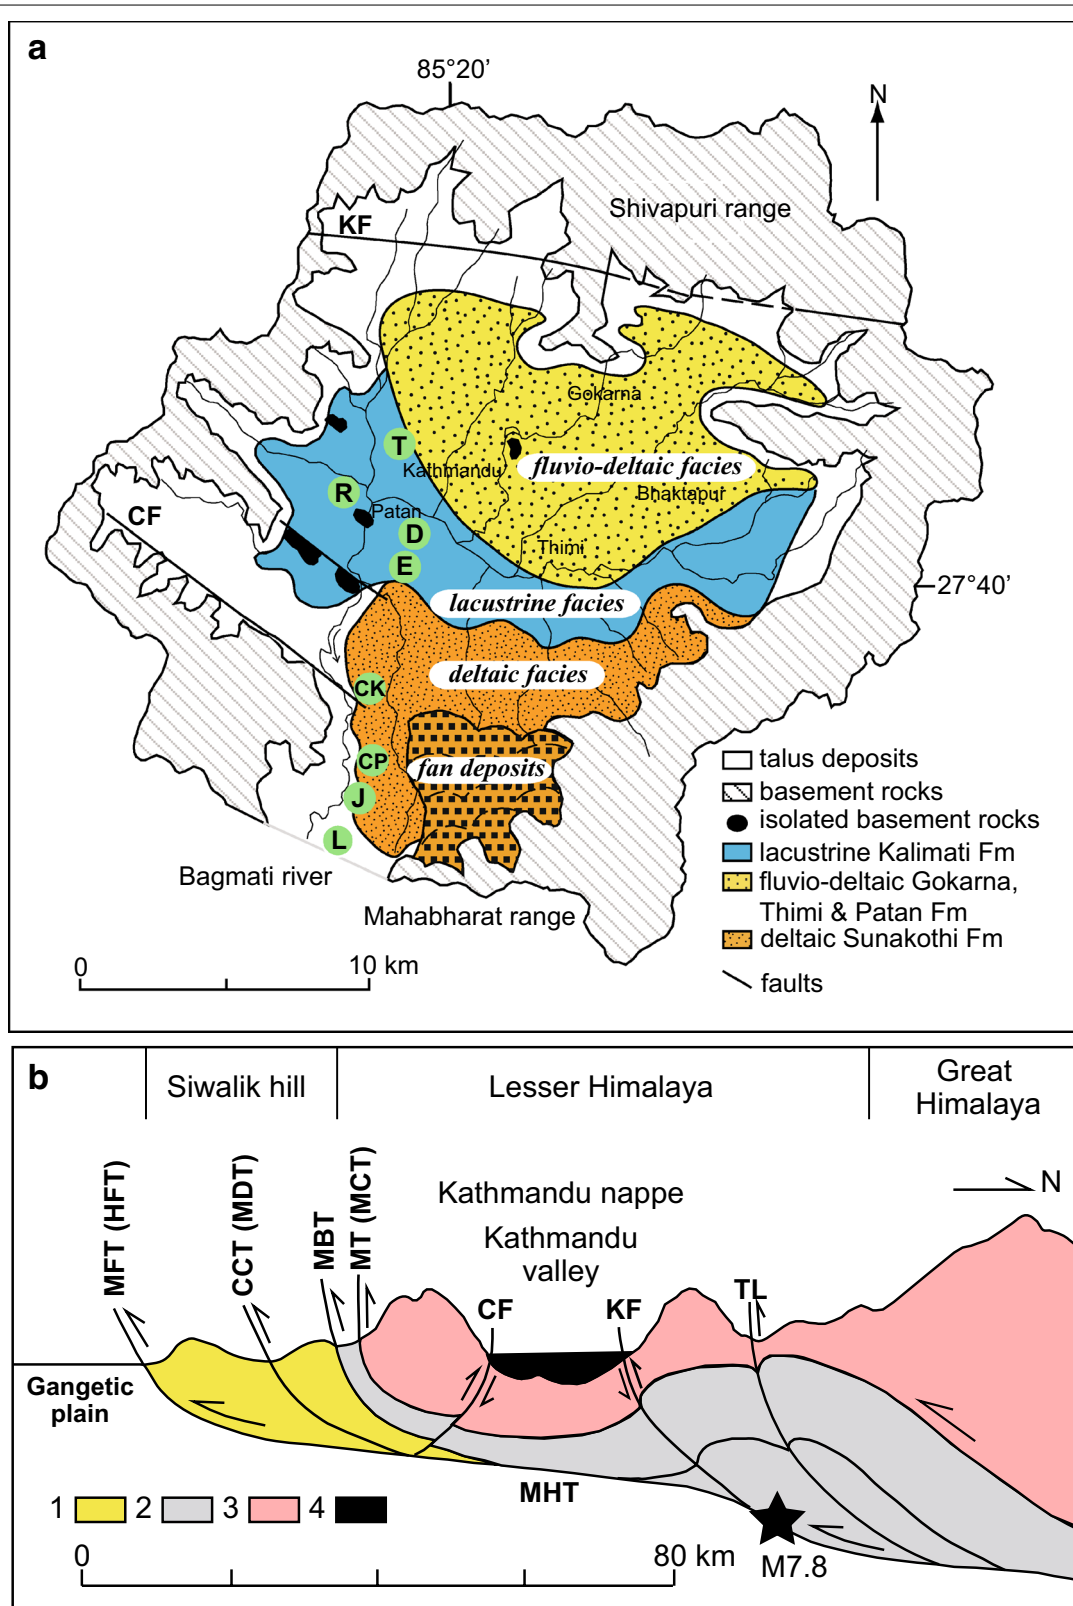 a
85°20'
N
Shivapuri range
KF
Gokarna
T
Kathmandu
fluvio-deltaic facies
R
Bhaktapur
CF
Patan
D
Thimi
E
27°40'
lacustrine facies
deltaic facies
CK
CP
fan deposits
J
L
Bagmati river
Mahabharat range
talus deposits
basement rocks
isolated basement rocks
lacustrine Kalimati Fm
fluvio-deltaic Gokarna,
Thimi & Patan Fm
deltaic Sunakothi Fm
faults
0 10 km
b
Siwalik hill
Lesser Himalaya
Great
Himalaya
MFT (HFT)
CCT (MDT)
MBT
MT (MCT)
Kathmandu nappe
Kathmandu
valley
N
CF
KF
TL
Gangetic
plain
MHT
1 2 3 4
M7.8
0 80 km